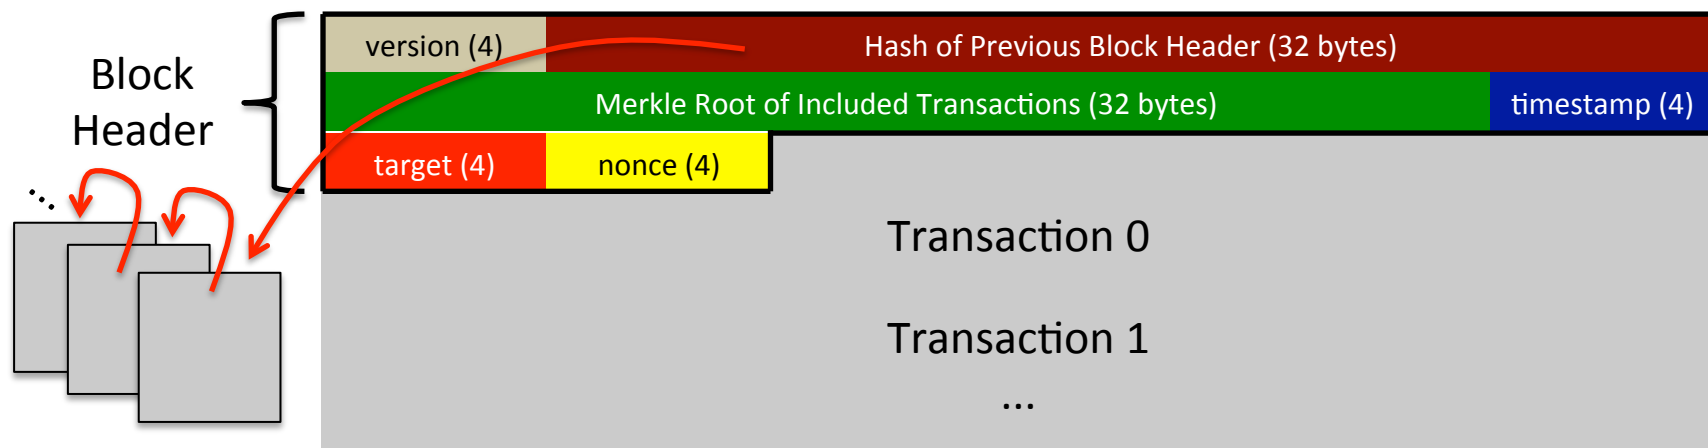 Block
Header
version (4)
Hash of Previous Block Header (32 bytes)
Merkle Root of Included Transactions (32 bytes)
timestamp (4)
target (4)
nonce (4)
...
Transaction 0
Transaction 1
...